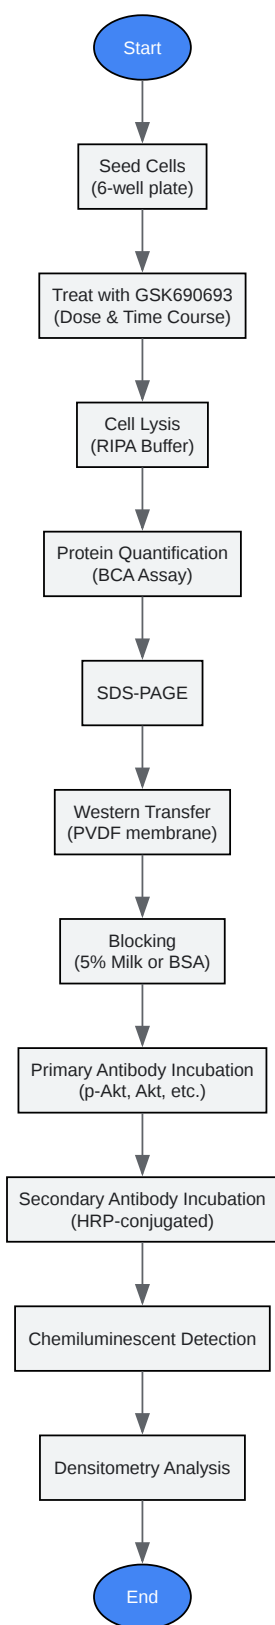 Start
Seed Cells
(6-well plate)
Treat with GSK690693
(Dose & Time Course)
Cell Lysis
(RIPA Buffer)
Protein Quantification
(BCA Assay)
SDS-PAGE
Western Transfer
(PVDF membrane)
Blocking
(5% Milk or BSA)
Primary Antibody Incubation
(p-Akt, Akt, etc.)
Secondary Antibody Incubation
(HRP-conjugated)
Chemiluminescent Detection
Densitometry Analysis
End